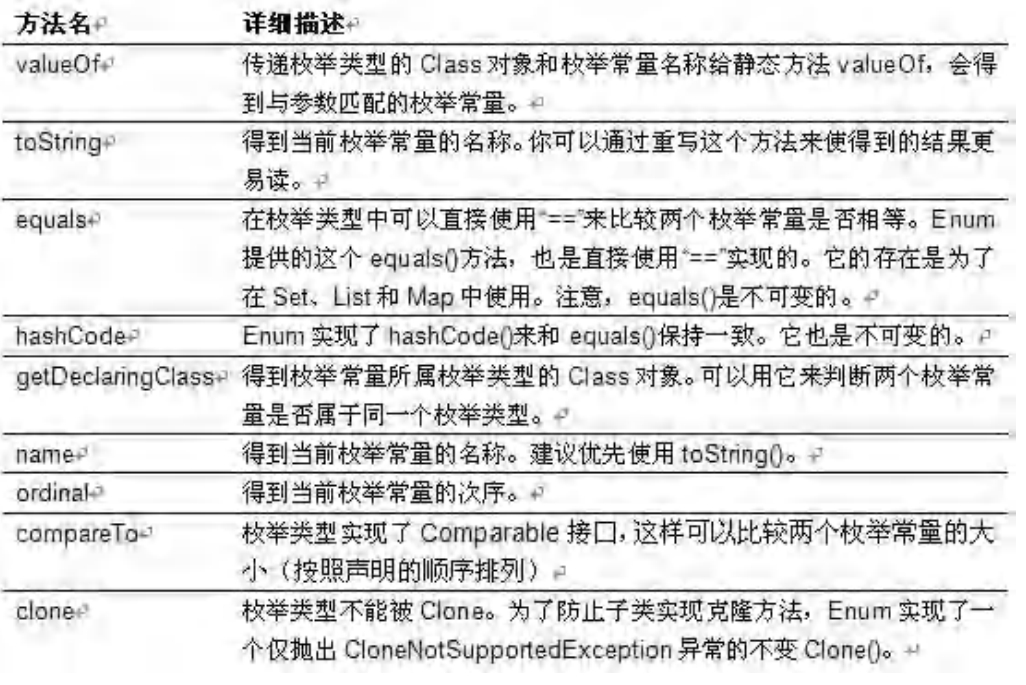 方法名 详细描述
valueOf 传递枚举类型的 Class 对象和枚举常量名称给静态方法 valueOf，会得
到与参数匹配的枚举常量。
toString 得到当前枚举常量的名称。你可以通过重写这个方法来使得到的结果更
易读。
equals 在枚举类型中可以直接使用“==”来比较两个枚举常量是否相等。Enum
提供的这个 equals()方法，也是直接使用“==”实现的。它的存在是为了
在 Set、List 和 Map 中使用。注意，equals()是不可变的。
hashCode Enum 实现了 hashCode()来和 equals()保持一致。它也是不可变的。
getDeclaringClass 得到枚举常量所属枚举类型的 Class 对象。可以用它来判断两个枚举常
量是否属于同一个枚举类型。
name 得到当前枚举常量的名称。建议优先使用 toString()。
ordinal 得到当前枚举常量的次序。
compareTo 枚举类型实现了 Comparable 接口，这样可以比较两个枚举常量的大
小（按照声明的顺序排列）
clone 枚举类型不能被 Clone。为了防止子类实现克隆方法，Enum 实现了一
个仅抛出 CloneNotSupportedException 异常的不变 Clone()。